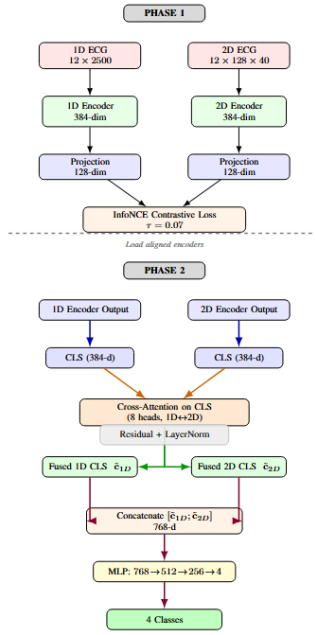 PHASE 1
1D ECG
12 × 2500
2D ECG
12 × 128 × 40
1D Encoder
384-dim
2D Encoder
384-dim
Projection
128-dim
Projection
128-dim
InfoNCE Contrastive Loss
τ = 0.07
Load aligned encoders
PHASE 2
1D Encoder Output
2D Encoder Output
CLS (384-d)
CLS (384-d)
Cross-Attention on CLS
(8 heads, 1D↔2D)
Residual + LayerNorm
Fused 1D CLS c̃1D
Fused 2D CLS c̃2D
Concatenate [c̃1D; c̃2D]
768-d
MLP: 768→512→256→4
4 Classes